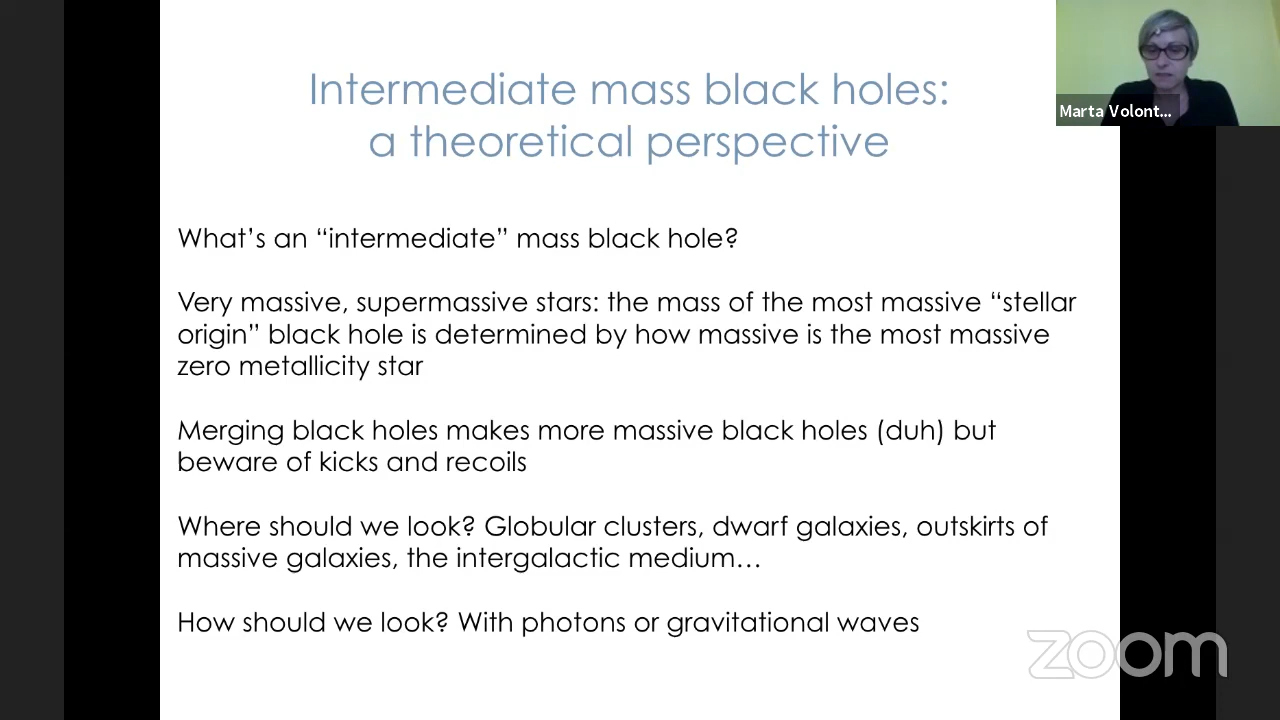 Intermediate mass black holes:
a theoretical perspective
Marta Volont...
What's an “intermediate” mass black hole?
Very massive, supermassive stars: the mass of the most massive “stellar
origin” black hole is determined by how massive is the most massive
zero metallicity star
Merging black holes makes more massive black holes (duh) but
beware of kicks and recoils
Where should we look? Globular clusters, dwarf galaxies, outskirts of
massive galaxies, the intergalactic medium…
How should we look? With photons or gravitational waves
zoom